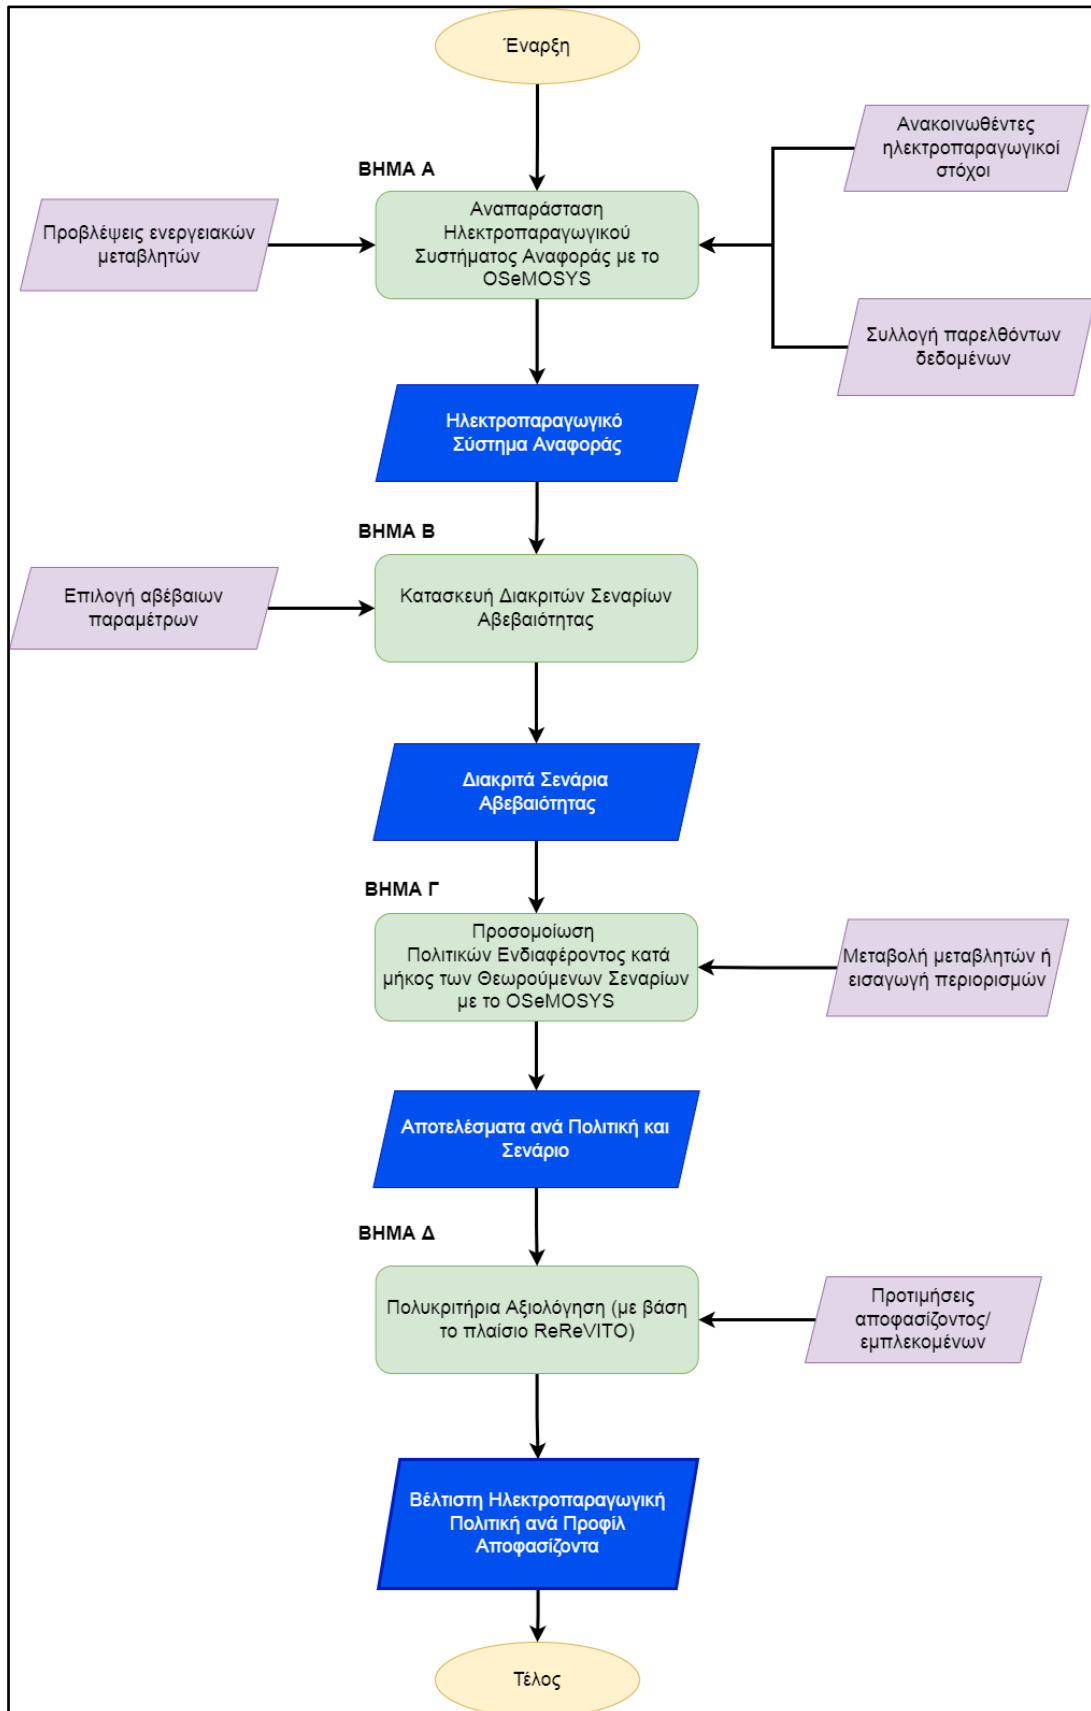 Έναρξη
Ανακοινωθέντες
ηλεκτροπαραγωγικοί
στόχοι
ΒΗΜΑ Α
Προβλέψεις ενεργειακών
μεταβλητών
Αναπαράσταση
Ηλεκτροπαραγωγικού
Συστήματος Αναφοράς με το
OSeMOSYS
Συλλογή παρελθόντων
δεδομένων
Ηλεκτροπαραγωγικό
Σύστημα Αναφοράς
ΒΗΜΑ Β
Επιλογή αβέβαιων
παραμέτρων
Κατασκευή Διακριτών Σεναρίων
Αβεβαιότητας
Διακριτά Σενάρια
Αβεβαιότητας
ΒΗΜΑ Γ
Προσομοίωση
Πολιτικών Ενδιαφέροντος κατά
μήκος των Θεωρούμενων Σεναρίων
με το OSeMOSYS
Μεταβολή μεταβλητών ή
εισαγωγή περιορισμών
Αποτελέσματα ανά Πολιτική και
Σενάριο
ΒΗΜΑ Δ
Πολυκριτήρια Αξιολόγηση (με βάση
το πλαίσιο ReReVITO)
Προτιμήσεις
αποφασίζοντος/
εμπλεκομένων
Βέλτιστη Ηλεκτροπαραγωγική
Πολιτική ανά Προφίλ
Αποφασίζοντα
Τέλος